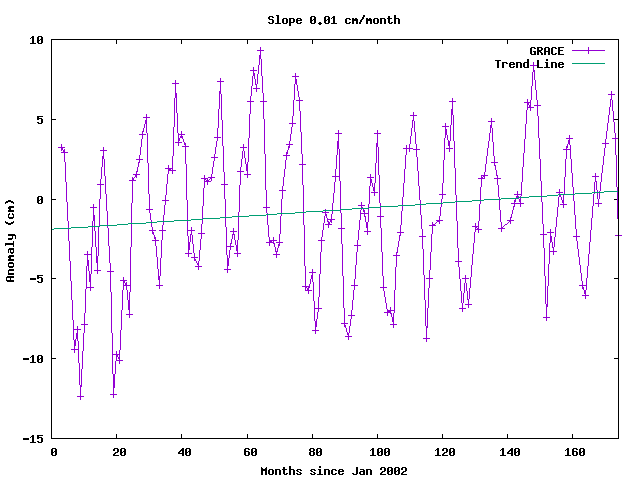 Slope 0.01 cm/month
GRACE
Trend Line
10
5
0
-5
-10
-15
Anomaly (cm)
0 20 40 60 80 100 120 140 160
Months since Jan 2002